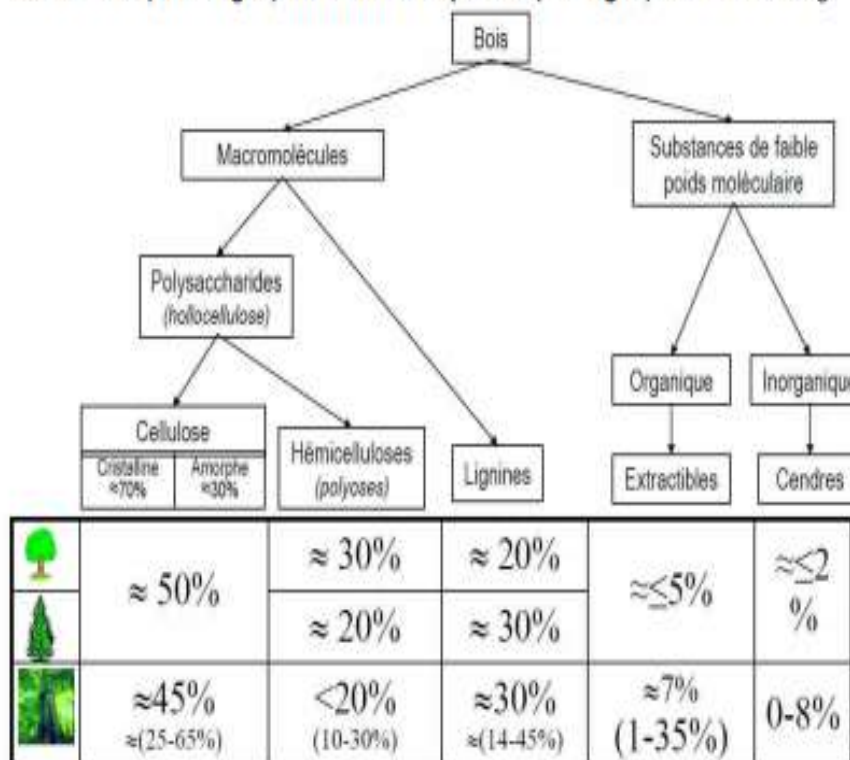 Bois
Macromolécules
Substances de faible
poids moléculaire
Polysaccharides
(hollocellulose)
Organique
Inorganique
Cellulose
Cristalline
≈70%
Amorphe
≈30%
Hémicelluloses
(polyoses)
Lignines
Extractibles
Cendres
≈ 50%
≈ 30%
≈ 20%
≈≤5%
≈≤2
%
≈ 20%
≈ 30%
≈45%
≈(25-65%)
<20%
(10-30%)
≈30%
≈(14-45%)
≈7%
(1-35%)
0-8%